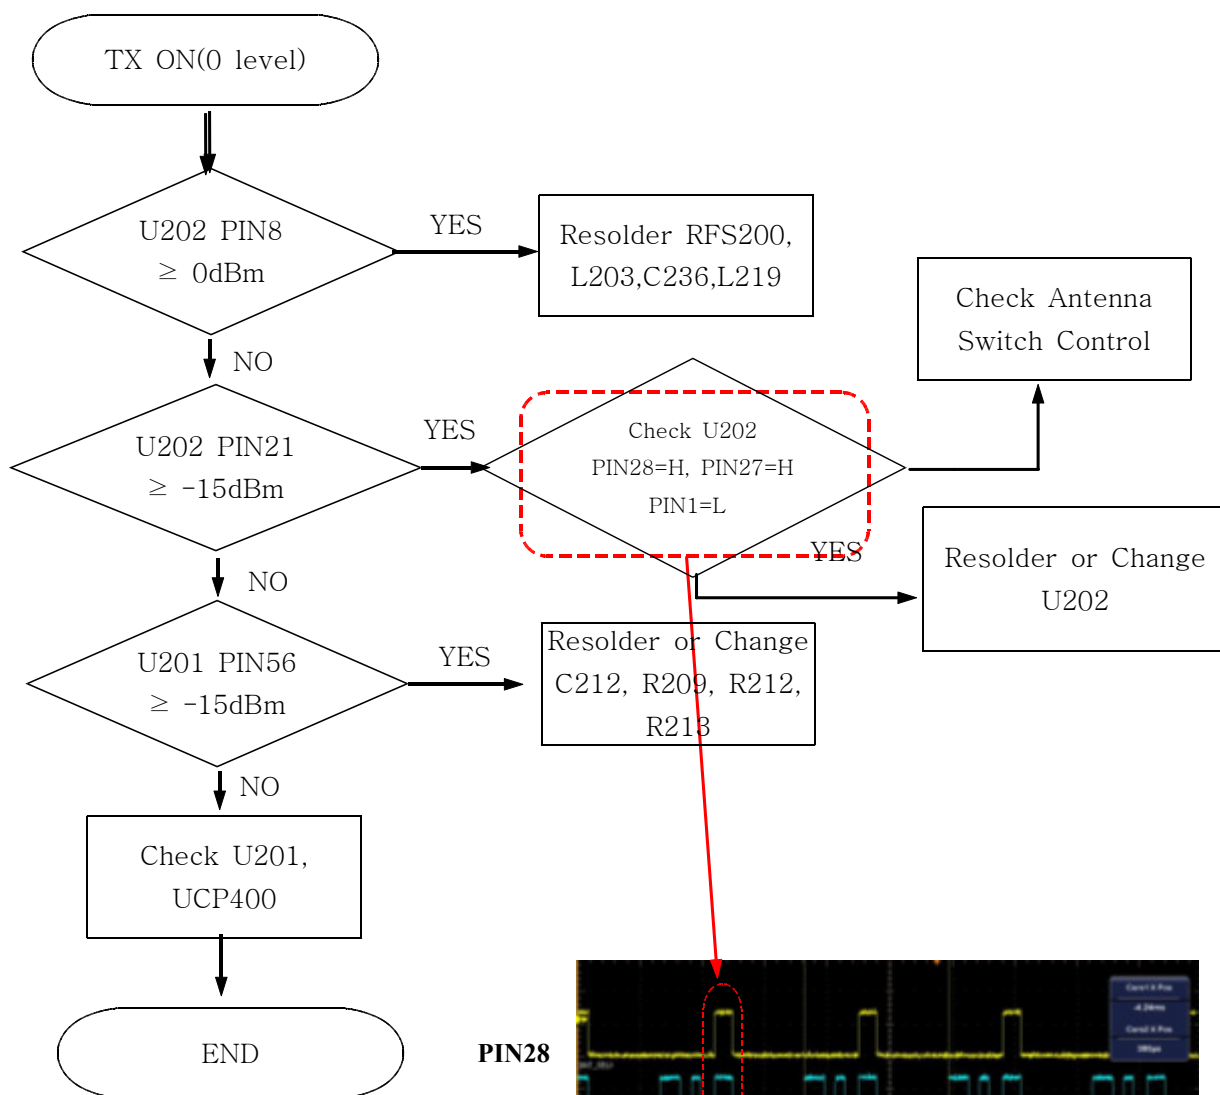 TX ON(0 level)
U202 PIN8
≥ 0dBm
YES
Resolder RFS200,
L203,C236,L219
NO
Check Antenna
Switch Control
U202 PIN21
≥ -15dBm
YES
Check U202
PIN28=H, PIN27=H
PIN1=L
YES
Resolder or Change
U202
NO
U201 PIN56
≥ -15dBm
YES
Resolder or Change
C212, R209, R212,
R213
NO
Check U201,
UCP400
END
PIN28